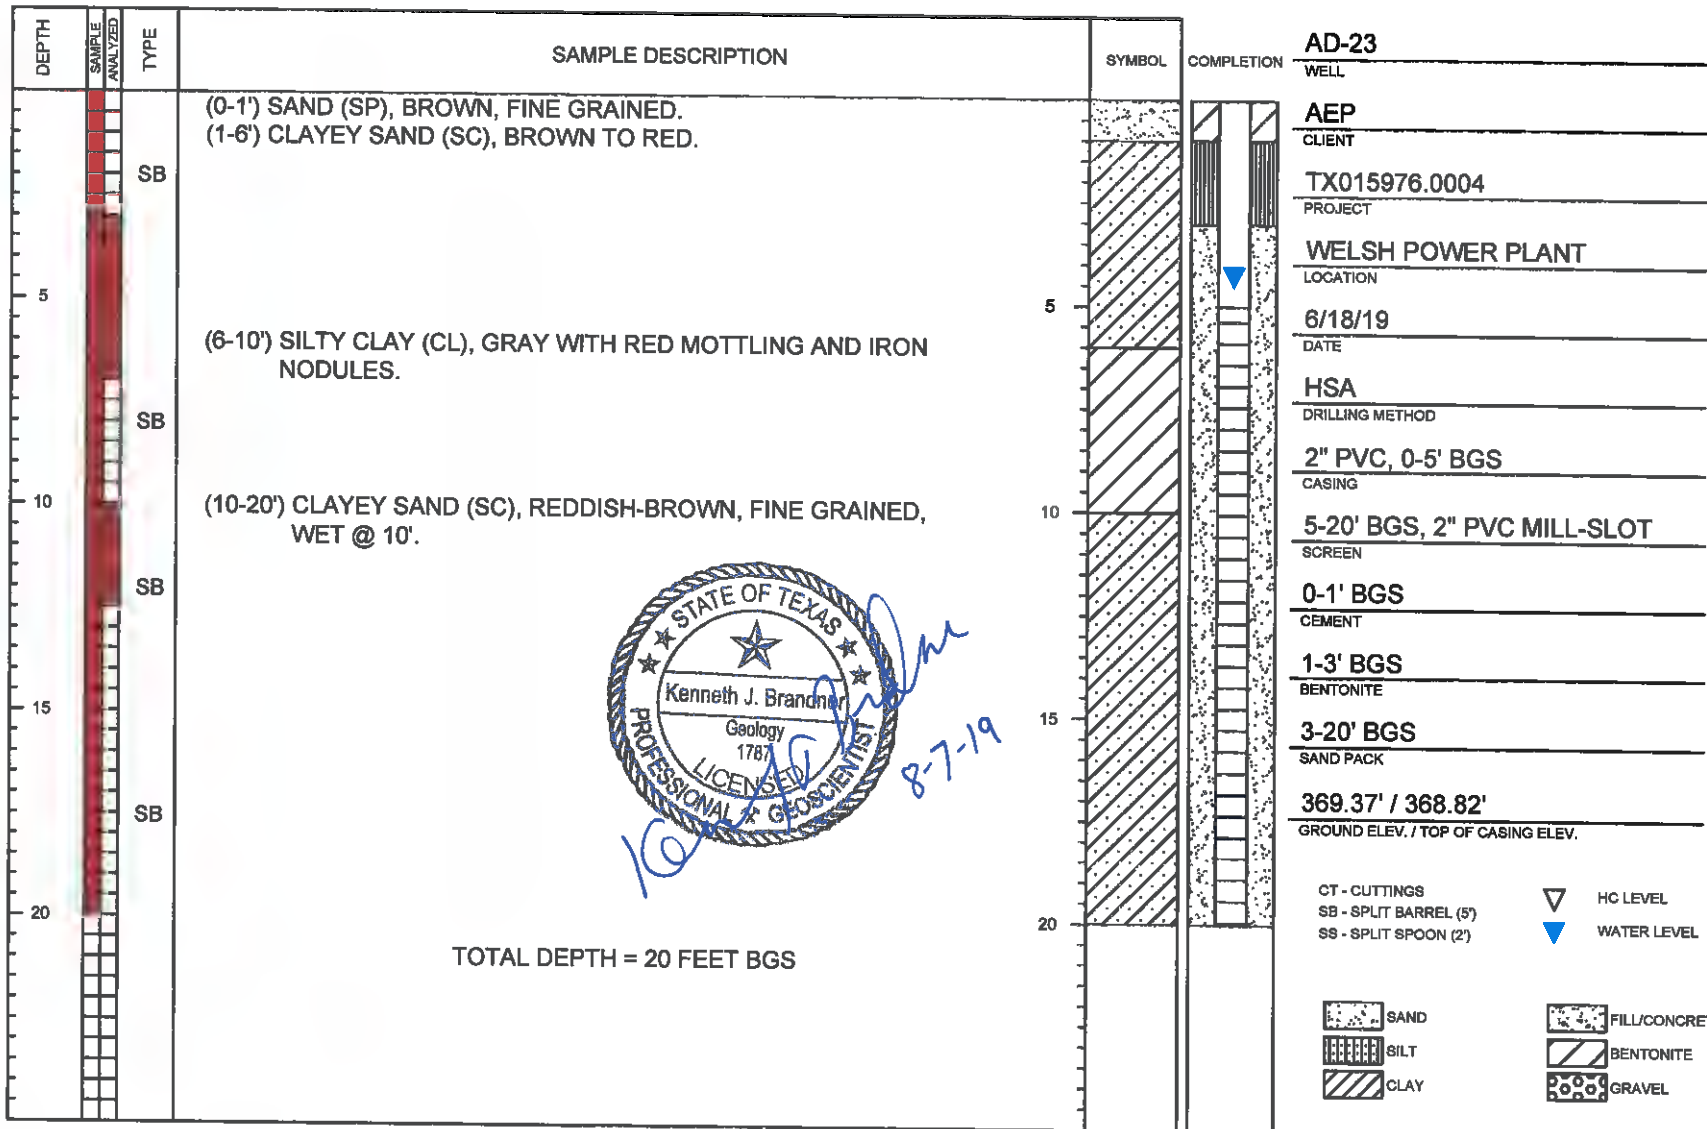 DEPTH
SAMPLE
ANALYZED
TYPE
SAMPLE DESCRIPTION
SYMBOL
COMPLETION
(0-1') SAND (SP), BROWN, FINE GRAINED.
(1-6') CLAYEY SAND (SC), BROWN TO RED.
SB
5
5
(6-10') SILTY CLAY (CL), GRAY WITH RED MOTTLING AND IRON
NODULES.
SB
10
10
(10-20') CLAYEY SAND (SC), REDDISH-BROWN, FINE GRAINED,
WET @ 10'.
SB
STATE OF TEXAS
Kenneth J. Brandner
Geology
1787
LICENSED
PROFESSIONAL GEOSCIENTIST
8-7-19
15
15
SB
20
20
TOTAL DEPTH = 20 FEET BGS
AD-23
WELL
AEP
CLIENT
TX015976.0004
PROJECT
WELSH POWER PLANT
LOCATION
6/18/19
DATE
HSA
DRILLING METHOD
2" PVC, 0-5' BGS
CASING
5-20' BGS, 2" PVC MILL-SLOT
SCREEN
0-1' BGS
CEMENT
1-3' BGS
BENTONITE
3-20' BGS
SAND PACK
369.37' / 368.82'
GROUND ELEV. / TOP OF CASING ELEV.
CT - CUTTINGS
SB - SPLIT BARREL (5')
SS - SPLIT SPOON (2')
HC LEVEL
WATER LEVEL
SAND
SILT
CLAY
FILL/CONCRE
BENTONITE
GRAVEL